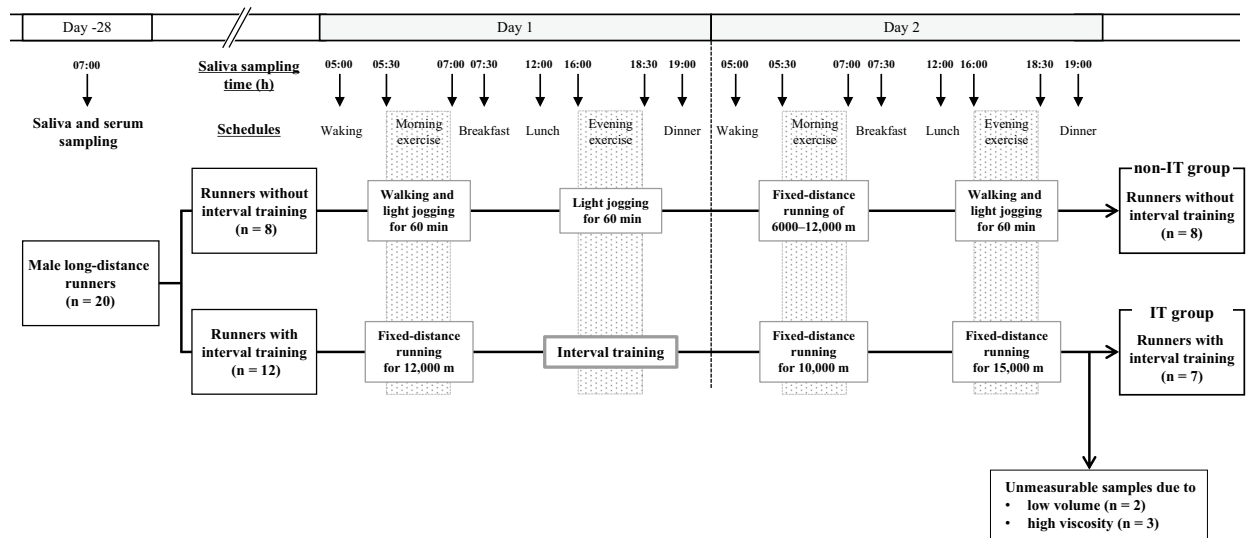 Day -28
Day 1
Day 2
07:00
Saliva and serum
sampling
Saliva sampling
time (h)
05:00 05:30 07:00 07:30 12:00 16:00 18:30 19:00
05:00 05:30 07:00 07:30 12:00 16:00 18:30 19:00
Schedules
Waking
Morning
exercise
Breakfast
Lunch
Evening
exercise
Dinner
Waking
Morning
exercise
Breakfast
Lunch
Evening
exercise
Dinner
Male long-distance
runners
(n = 20)
Runners without
interval training
(n = 8)
Walking and
light jogging
for 60 min
Light jogging
for 60 min
Fixed-distance
running of
6000–12,000 m
Walking and
light jogging
for 60 min
non-IT group
Runners without
interval training
(n = 8)
Runners with
interval training
(n = 12)
Fixed-distance
running
for 12,000 m
Interval training
Fixed-distance
running
for 10,000 m
Fixed-distance
running
for 15,000 m
IT group
Runners with
interval training
(n = 7)
Unmeasurable samples due to
• low volume (n = 2)
• high viscosity (n = 3)